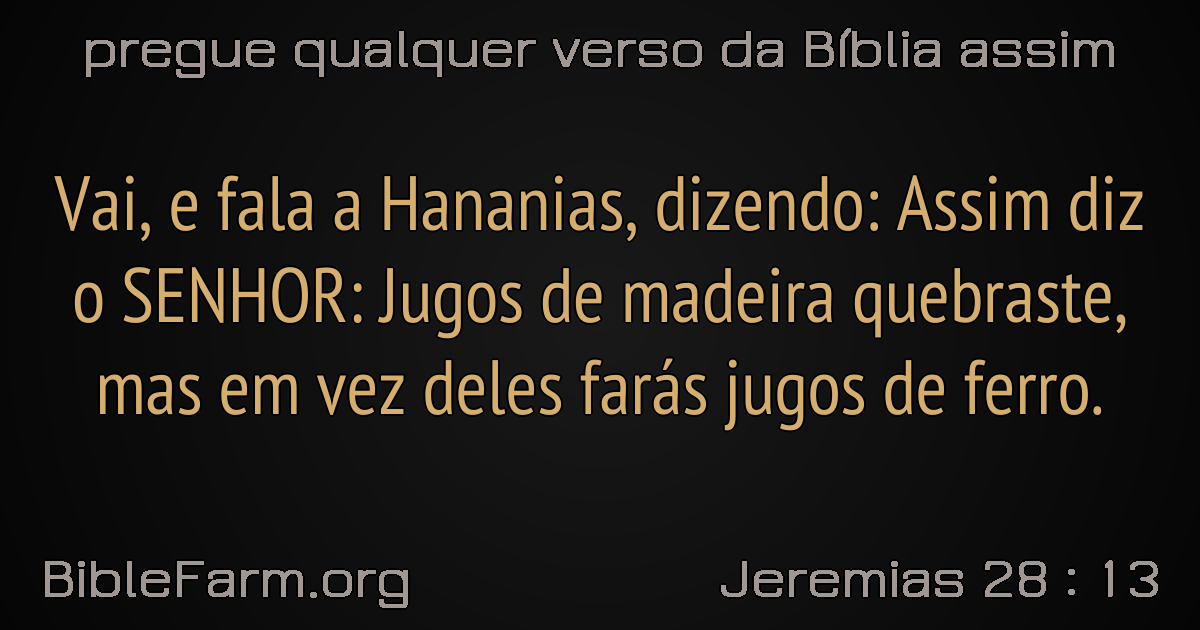 pregue qualquer verso da Bíblia assim
Vai, e fala a Hananias, dizendo: Assim diz
o SENHOR: Jugos de madeira quebraste,
mas em vez deles farás jugos de ferro.
BibleFarm.org
Jeremias 28 : 13